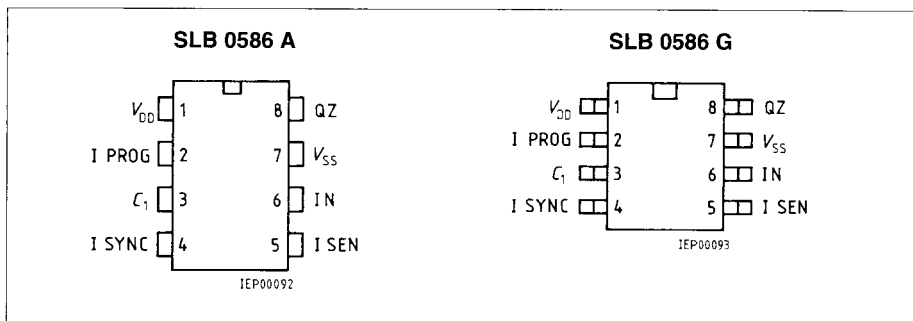 SLB 0586 A
V_DD 1 8 QZ
I PROG 2 7 V_SS
C_1 3 6 IN
I SYNC 4 5 I SEN
IEP00092
SLB 0586 G
V_DD 1 8 QZ
I PROG 2 7 V_SS
C_1 3 6 IN
I SYNC 4 5 I SEN
IEP00093